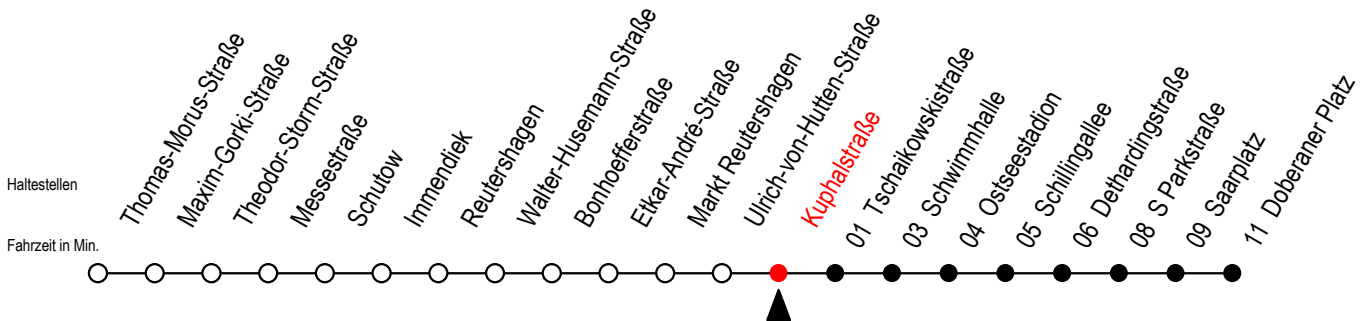 Haltestellen
Fahrzeit in Min.
Thomas-Morus-Straße
Maxim-Gorki-Straße
Theodor-Storm-Straße
Messestraße
Schutow
Immendiek
Reutershagen
Walter-Husemann-Straße
Bonhoefferstraße
Etkar-André-Straße
Markt Reutershagen
Ulrich-von-Hutten-Straße
Kuphalstraße
01 Tschaikowskistraße
03 Schwimmhalle
04 Ostseestadion
05 Schillingallee
06 Dethardingstraße
08 S Parkstraße
09 Saarplatz
11 Doberaner Platz